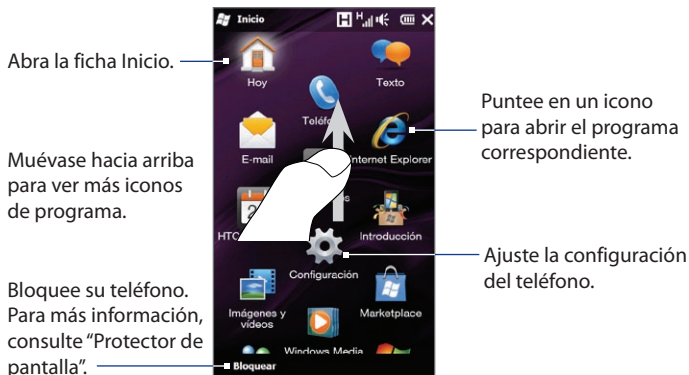 Inicio
Hoy
Texto
E-mail
Internet Explorer
Introducción
Configuración
Imágenes y
vídeos
Marketplace
Windows Media
Bloquear
Abra la ficha Inicio.
Muévase hacia arriba
para ver más iconos
de programa.
Bloquee su teléfono.
Para más información,
consulte “Protector de
pantalla”.
Puntee en un icono
para abrir el programa
correspondiente.
Ajuste la configuración
del teléfono.